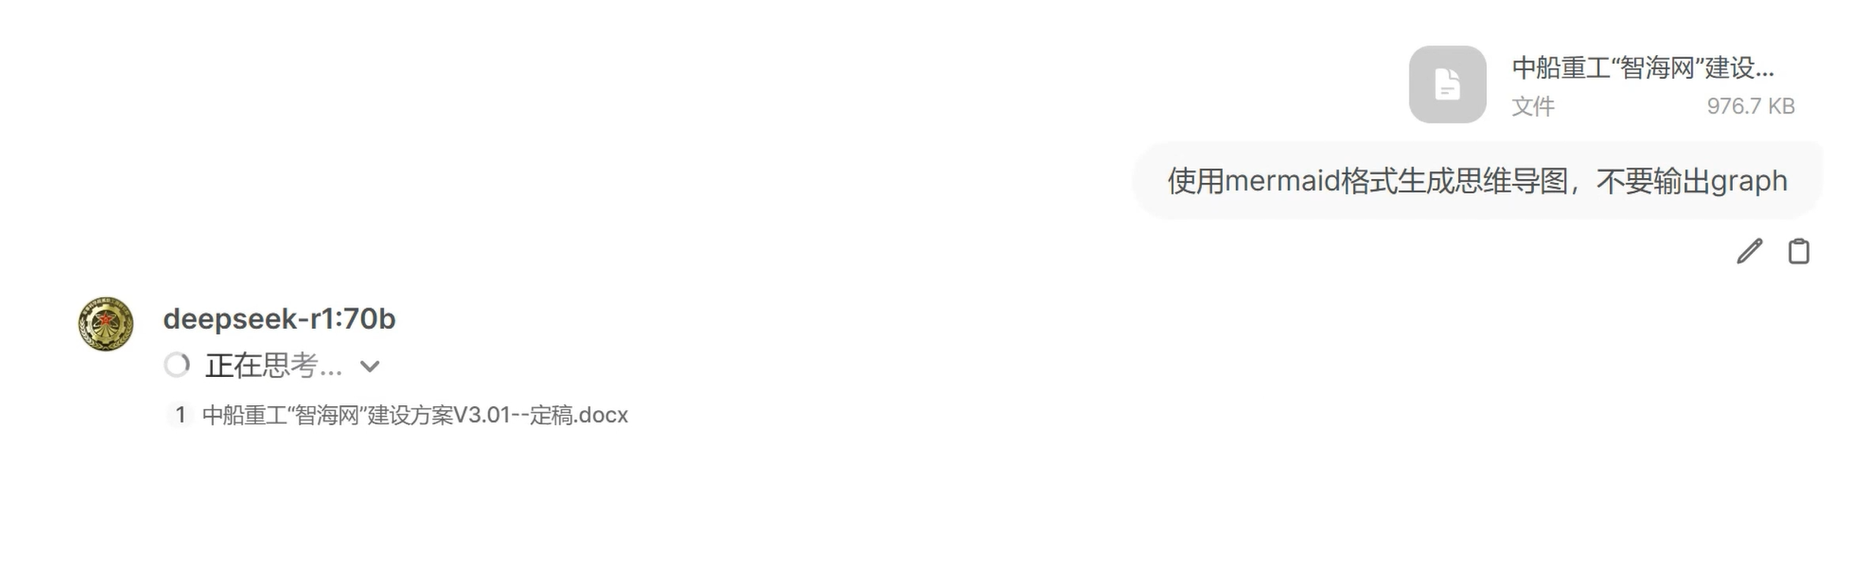 中船重工“智海网”建设...
文件 976.7 KB
使用mermaid格式生成思维导图，不要输出graph
deepseek-r1:70b
正在思考...
1 中船重工“智海网”建设方案V3.01--定稿.docx